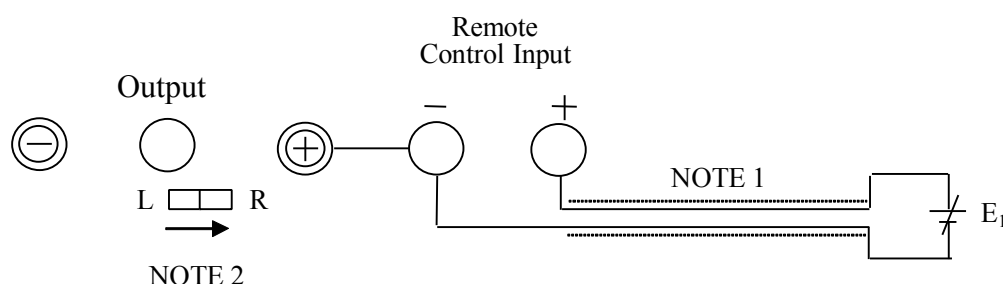 Remote
Control Input
Output
− +
− +
NOTE 1
L R
E1
NOTE 2